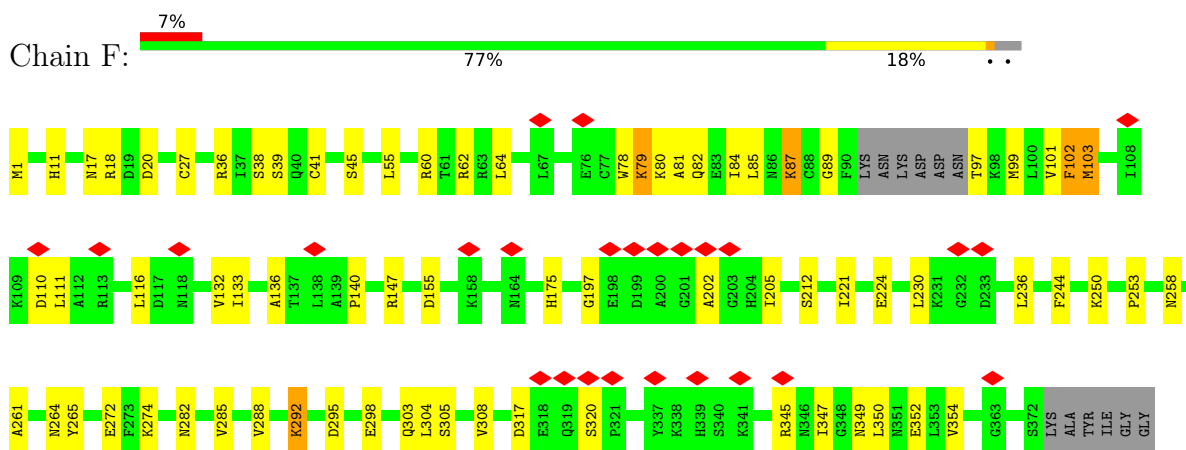 7%
Chain F:
77% 18% • •
M1 H11 N17 R18 D19 D20 C27 R36 I37 S38 S39 Q40 C41 S45 L55 R60 T61 R62 R63 L64 L67 E76 C77 W78 K79 K80 A81 Q82 E83 I84 L85 N86 K87 C88 G89 F90 LYS ASN LYS ASP ASP ASN T97 K98 M99 L100 V101 F102 M103 I108
K109 D110 L111 A112 R113 L116 D117 N118 V132 I133 A136 T137 L138 A139 P140 R147 D155 K158 N164 H175 G197 E198 D199 A200 G201 A202 G203 H204 I205 S212 I221 E224 L230 K231 G232 D233 L236 F244 K250 P253 N258
A261 N264 Y265 E272 F273 K274 N282 V285 V288 K292 D295 E298 Q303 L304 S305 V308 D317 E318 Q319 S320 P321 Y337 K338 H339 S340 K341 R345 N346 I347 G348 N349 L350 N351 E352 L353 V354 G363 S372 LYS ALA TYR ILE GLY GLY